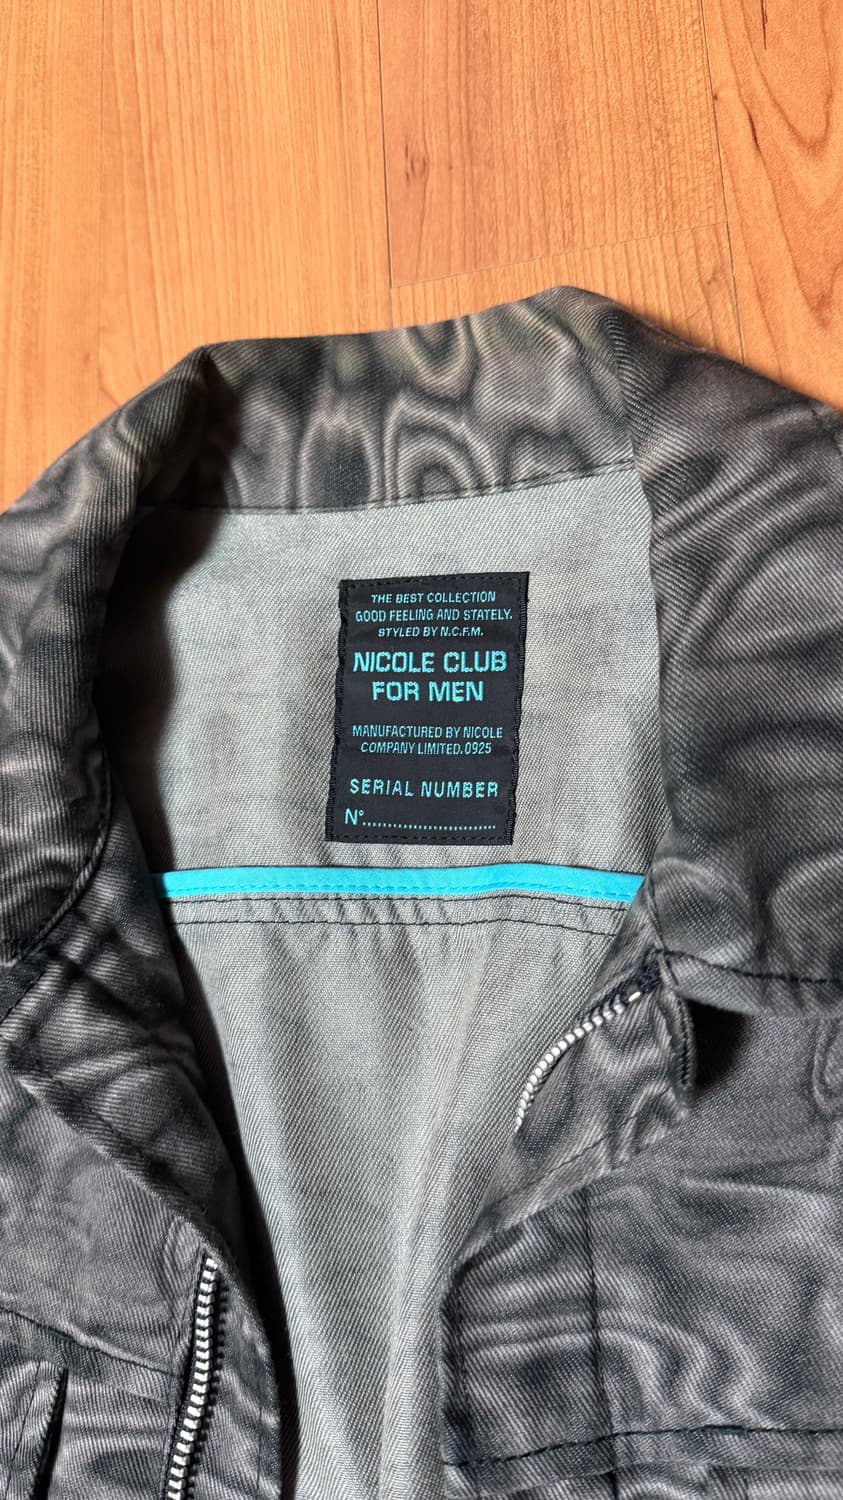 THE BEST COLLECTION
GOOD FEELING AND STATELY.
STYLED BY N.C.F.M.
NICOLE CLUB
FOR MEN
MANUFACTURED BY NICOLE
COMPANY LIMITED. 0925
SERIAL NUMBER
N°..........................